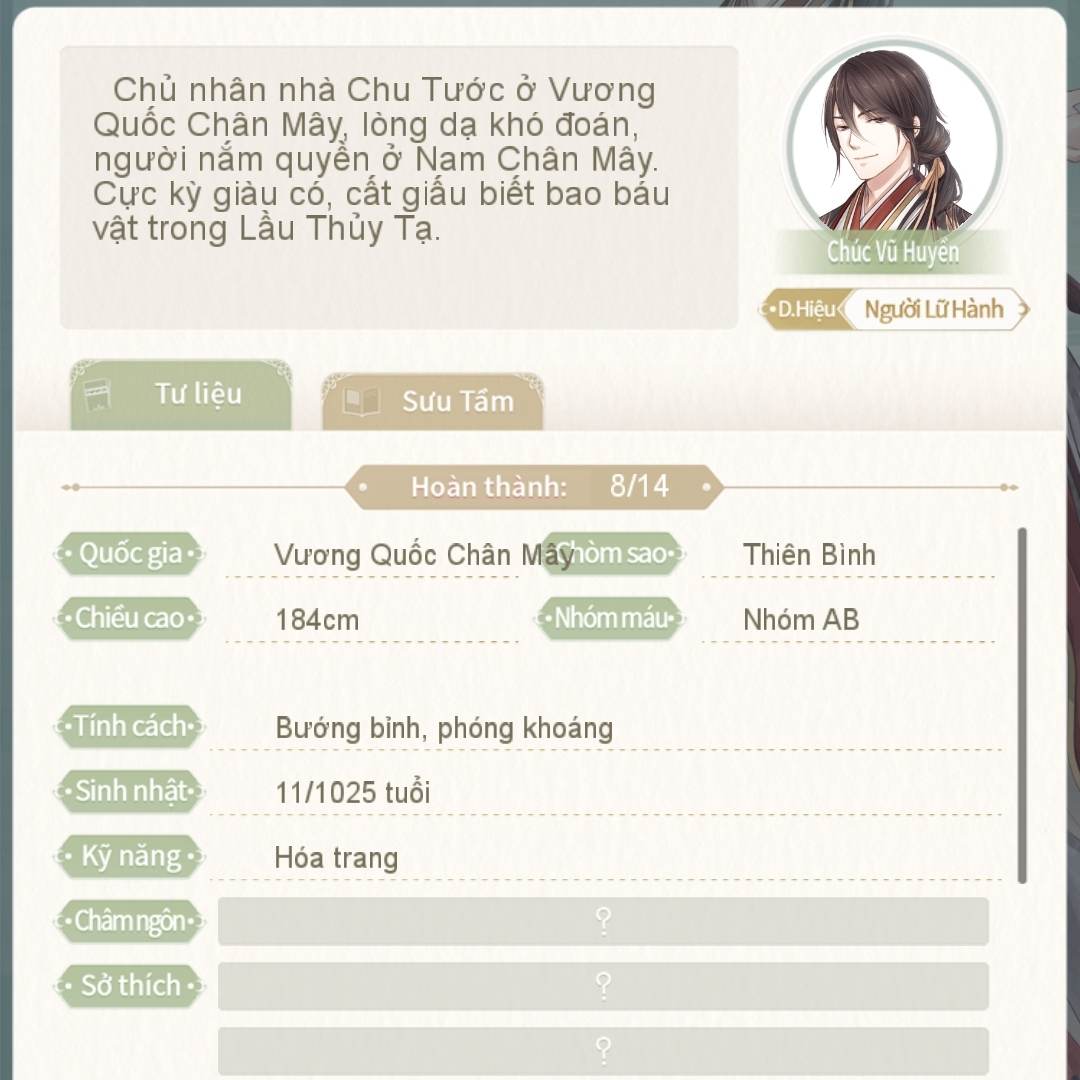 Chủ nhân nhà Chu Tước ở Vương
Quốc Chân Mây, lòng dạ khó đoán,
người nắm quyền ở Nam Chân Mây.
Cực kỳ giàu có, cất giấu biết bao báu
vật trong Lầu Thủy Tạ.
Chúc Vũ Huyền
D.Hiệu Người Lữ Hành
Tư liệu Sưu Tầm
Hoàn thành: 8/14
Quốc gia Vương Quốc Chân Mây Chòm sao Thiên Bình
Chiều cao 184cm Nhóm máu Nhóm AB
Tính cách Bướng bỉnh, phóng khoáng
Sinh nhật 11/1025 tuổi
Kỹ năng Hóa trang
Châm ngôn ?
Sở thích ?
?